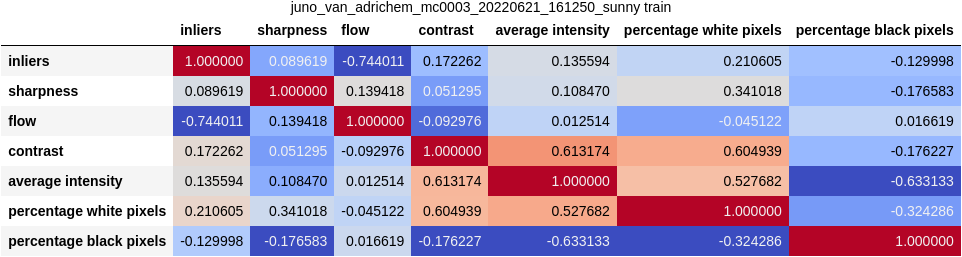 juno_van_adrichem_mc0003_20220621_161250_sunny train
inliers sharpness flow contrast average intensity percentage white pixels percentage black pixels
inliers 1.000000 0.089619 -0.744011 0.172262 0.135594 0.210605 -0.129998
sharpness 0.089619 1.000000 0.139418 0.051295 0.108470 0.341018 -0.176583
flow -0.744011 0.139418 1.000000 -0.092976 0.012514 -0.045122 0.016619
contrast 0.172262 0.051295 -0.092976 1.000000 0.613174 0.604939 -0.176227
average intensity 0.135594 0.108470 0.012514 0.613174 1.000000 0.527682 -0.633133
percentage white pixels 0.210605 0.341018 -0.045122 0.604939 0.527682 1.000000 -0.324286
percentage black pixels -0.129998 -0.176583 0.016619 -0.176227 -0.633133 -0.324286 1.000000